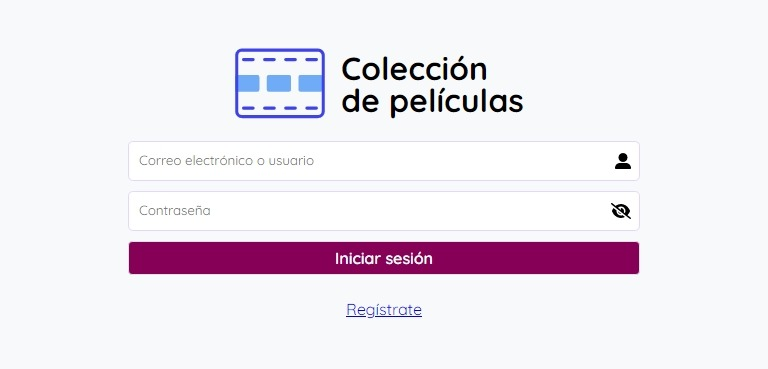 Colección
de películas
Correo electrónico o usuario
Contraseña
Iniciar sesión
Regístrate